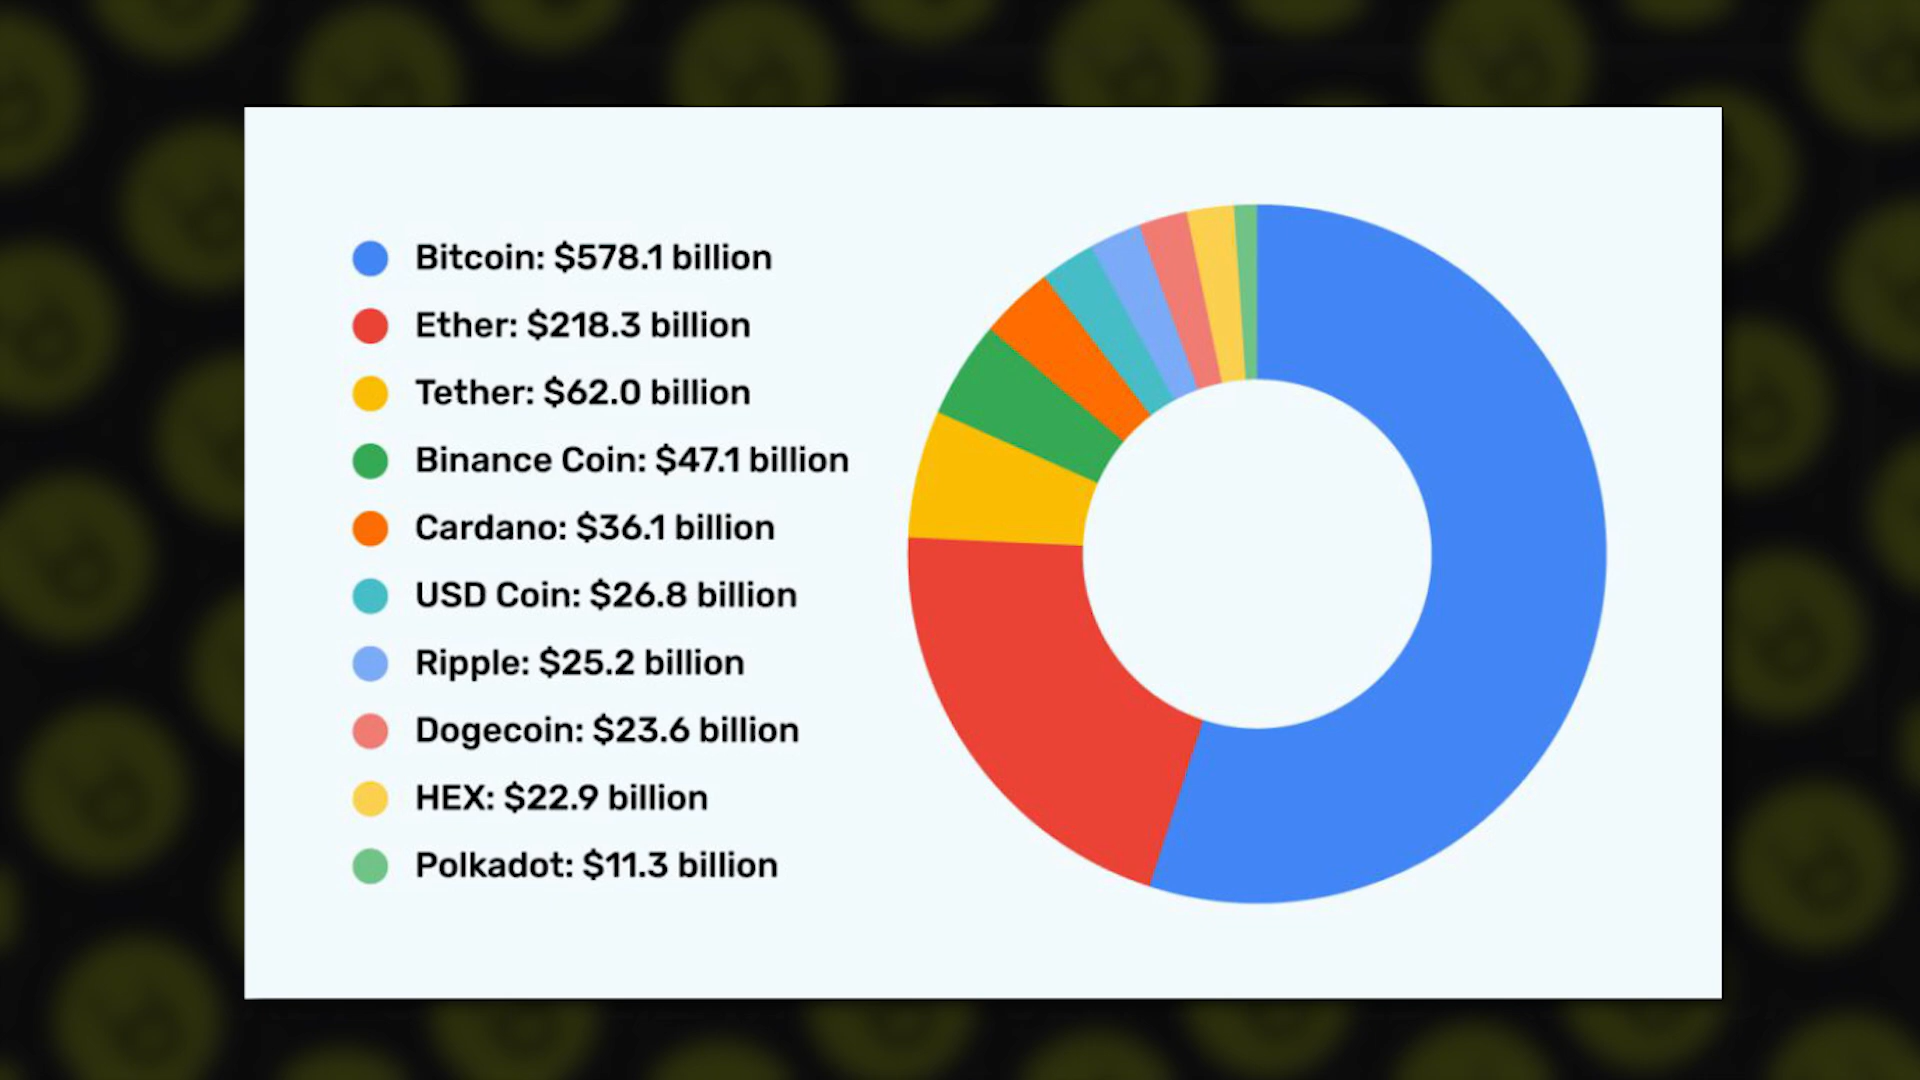 Bitcoin: $578.1 billion
Ether: $218.3 billion
Tether: $62.0 billion
Binance Coin: $47.1 billion
Cardano: $36.1 billion
USD Coin: $26.8 billion
Ripple: $25.2 billion
Dogecoin: $23.6 billion
HEX: $22.9 billion
Polkadot: $11.3 billion